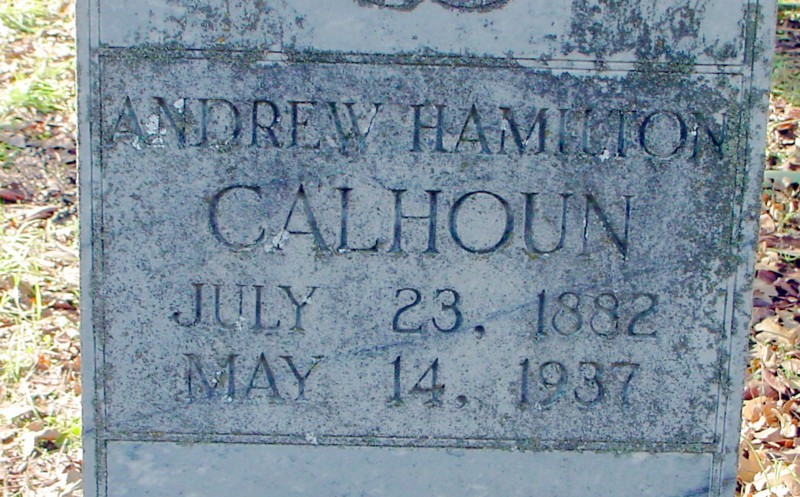 ANDREW HAMILTON
CALHOUN
JULY 23, 1882
MAY 14, 1937